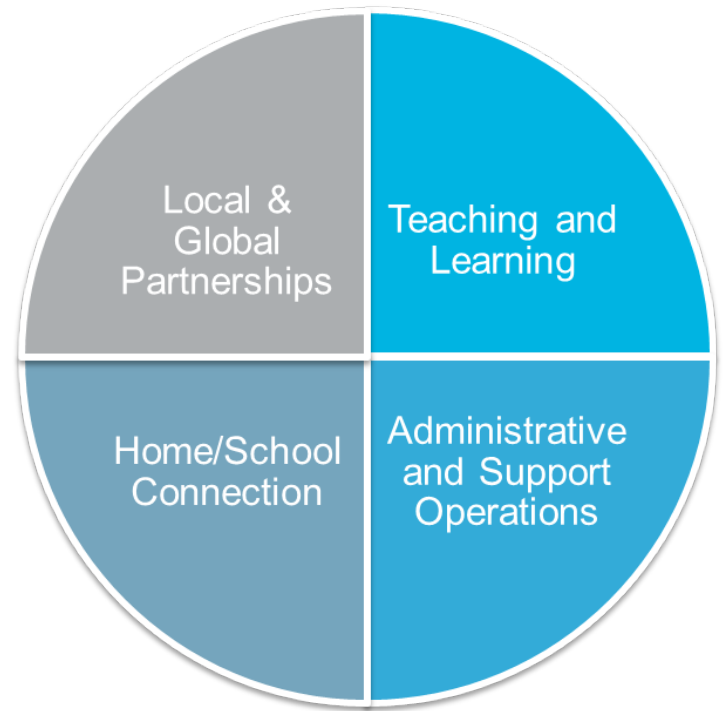 Local &
Global
Partnerships
Teaching and
Learning
Home/School
Connection
Administrative
and Support
Operations